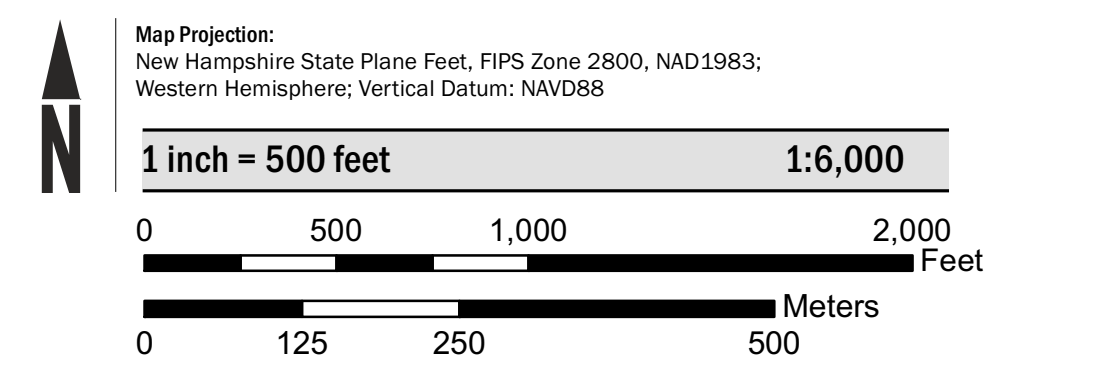 N
Map Projection:
New Hampshire State Plane Feet, FIPS Zone 2800, NAD1983;
Western Hemisphere; Vertical Datum: NAVD88
1 inch = 500 feet 1:6,000
0 500 1,000 2,000
Feet
Meters
0 125 250 500